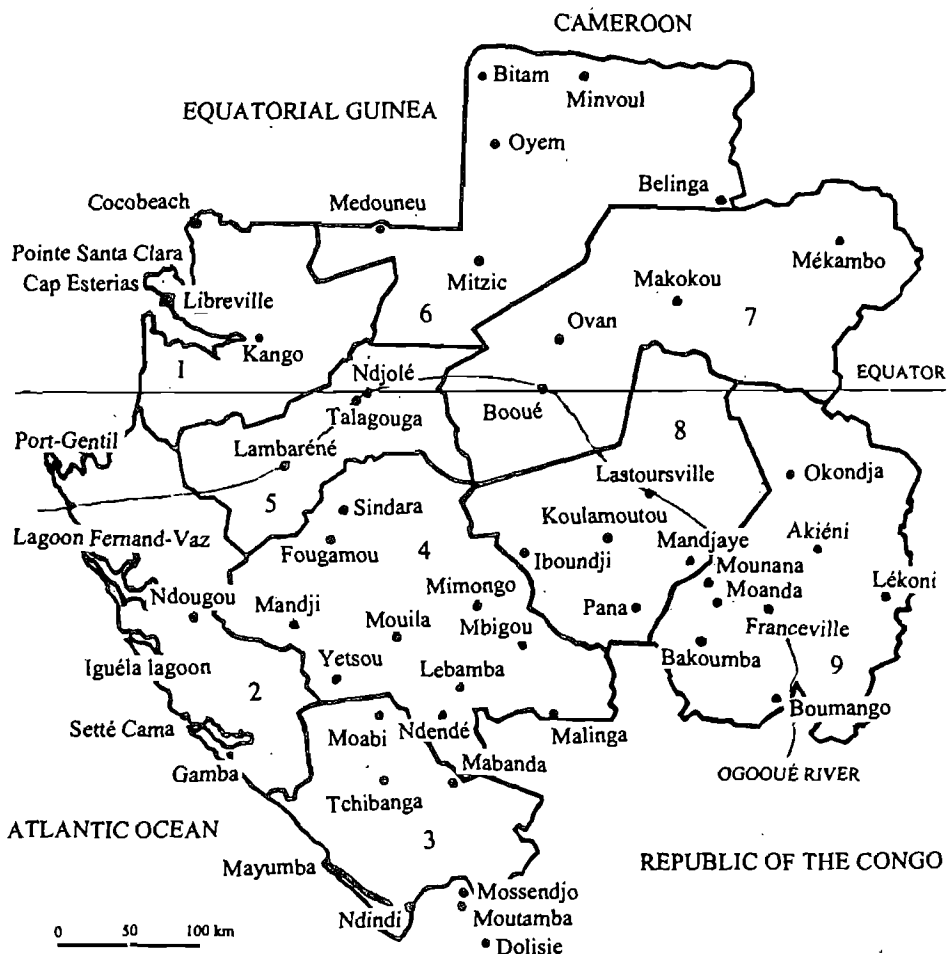 CAMEROON
Bitam
Minvoul
EQUATORIAL GUINEA
Oyem
Belinga
Cocobeach
Medouneu
Pointe Santa Clara
Mékambo
Cap Esterias
Mitzic
Libreville
Makokou
6
7
Ovan
1
Kango
Ndjolé
EQUATOR
Booué
Talagouga
8
Port-Gentil
Lambaréné
Lastoursville
Okondja
5
Sindara
Koulamoutou
Lagoon Fernand-Vaz
Fougamou
4
Akiéni
Iboundji
Mandjaye
Mounana
Mimongo
Moanda
Lékoni
Ndougou
Mandji
Pana
Mouila
Mbigou
Franceville
Iguéla lagoon
Yetsou
Bakoumba
Lebamba
9
2
Boumango
Setté Cama
Moabi
Ndendé
Malinga
Gamba
Mabanda
OGOOUÉ RIVER
Tchibanga
ATLANTIC OCEAN
3
Mayumba
REPUBLIC OF THE CONGO
Mossendjo
Ndindi
Moutamba
0 50 100 km
Dolisie